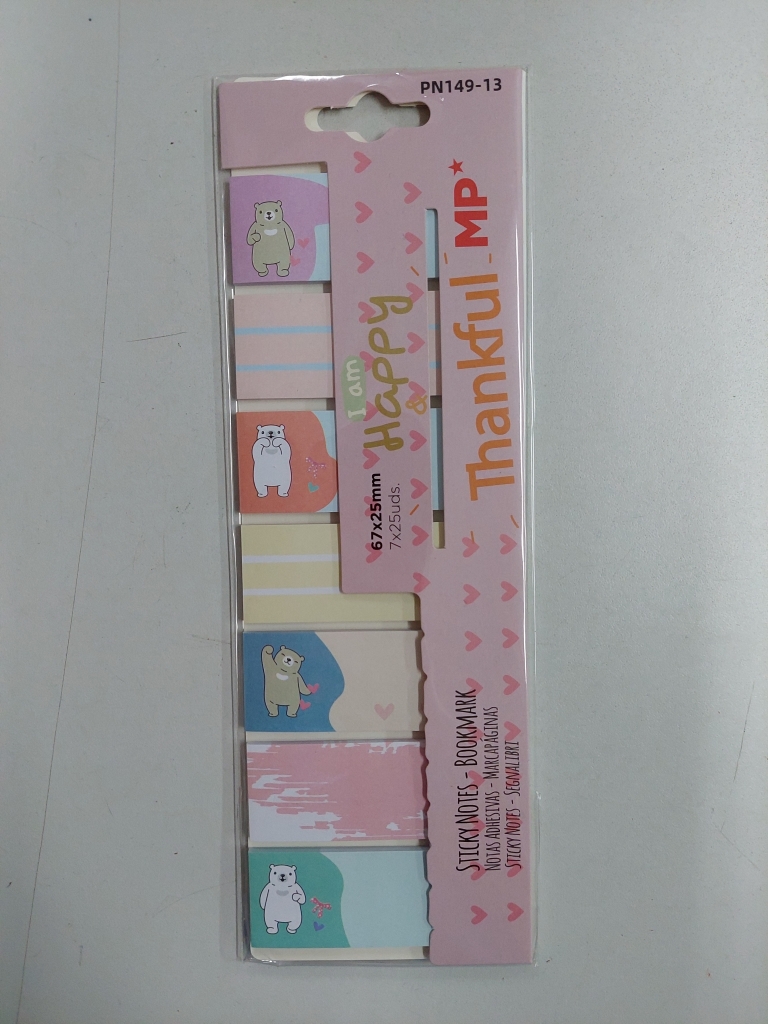 PN149-13
MP
I am
Happy
&
Thankful
67x25mm
7x25uds.
STICKY NOTES - BOOKMARK
NOTAS ADHESIVAS - MARCAPÁGINAS
STICKY NOTES - SEGNALIBRI